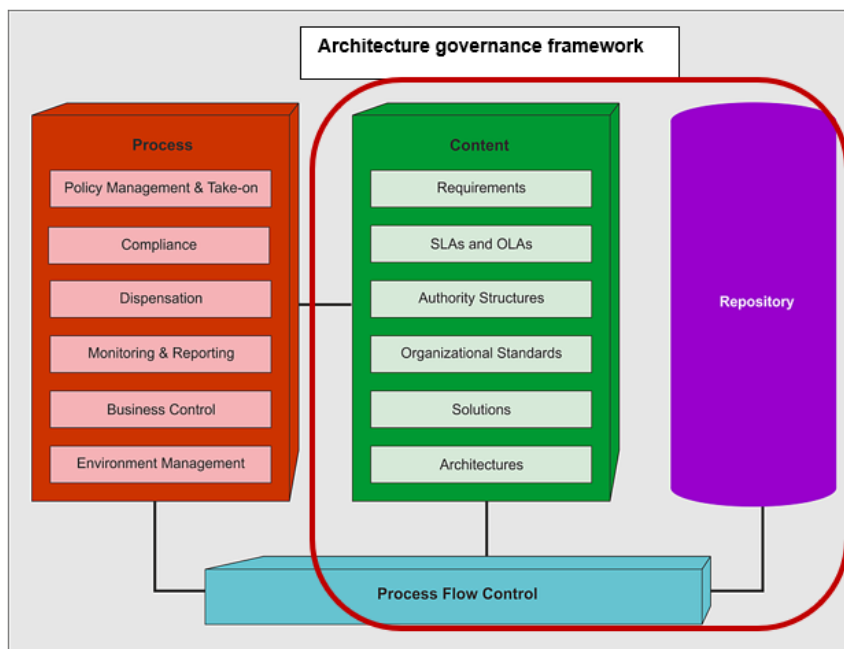 Architecture governance framework
Process
Policy Management & Take-on
Compliance
Dispensation
Monitoring & Reporting
Business Control
Environment Management
Content
Requirements
SLAs and OLAs
Authority Structures
Organizational Standards
Solutions
Architectures
Repository
Process Flow Control